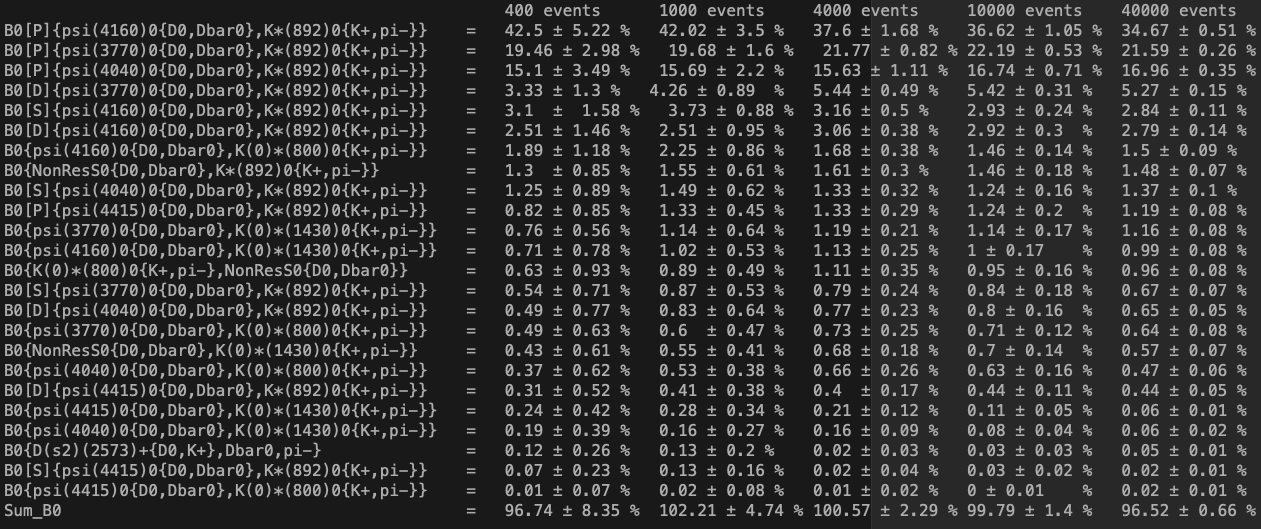 400 events 1000 events 4000 events 10000 events 40000 events
B0[P]{psi(4160)0{D0,Dbar0},K*(892)0{K+,pi-}} = 42.5 ± 5.22 % 42.02 ± 3.5 % 37.6 ± 1.68 % 36.62 ± 1.05 % 34.67 ± 0.51 %
B0[P]{psi(3770)0{D0,Dbar0},K*(892)0{K+,pi-}} = 19.46 ± 2.98 % 19.68 ± 1.6 % 21.77 ± 0.82 % 22.19 ± 0.53 % 21.59 ± 0.26 %
B0[P]{psi(4040)0{D0,Dbar0},K*(892)0{K+,pi-}} = 15.1 ± 3.49 % 15.69 ± 2.2 % 15.63 ± 1.11 % 16.74 ± 0.71 % 16.96 ± 0.35 %
B0[D]{psi(3770)0{D0,Dbar0},K*(892)0{K+,pi-}} = 3.33 ± 1.3 % 4.26 ± 0.89 % 5.44 ± 0.49 % 5.42 ± 0.31 % 5.27 ± 0.15 %
B0[S]{psi(4160)0{D0,Dbar0},K*(892)0{K+,pi-}} = 3.1 ± 1.58 % 3.73 ± 0.88 % 3.16 ± 0.5 % 2.93 ± 0.24 % 2.84 ± 0.11 %
B0[D]{psi(4160)0{D0,Dbar0},K*(892)0{K+,pi-}} = 2.51 ± 1.46 % 2.51 ± 0.95 % 3.06 ± 0.38 % 2.92 ± 0.3 % 2.79 ± 0.14 %
B0{psi(4160)0{D0,Dbar0},K(0)*(800)0{K+,pi-}} = 1.89 ± 1.18 % 2.25 ± 0.86 % 1.68 ± 0.38 % 1.46 ± 0.14 % 1.5 ± 0.09 %
B0{NonResS0{D0,Dbar0},K*(892)0{K+,pi-}} = 1.3 ± 0.85 % 1.55 ± 0.61 % 1.61 ± 0.3 % 1.46 ± 0.18 % 1.48 ± 0.07 %
B0[S]{psi(4040)0{D0,Dbar0},K*(892)0{K+,pi-}} = 1.25 ± 0.89 % 1.49 ± 0.62 % 1.33 ± 0.32 % 1.24 ± 0.16 % 1.37 ± 0.1 %
B0[P]{psi(4415)0{D0,Dbar0},K*(892)0{K+,pi-}} = 0.82 ± 0.85 % 1.33 ± 0.45 % 1.33 ± 0.29 % 1.24 ± 0.2 % 1.19 ± 0.08 %
B0{psi(3770)0{D0,Dbar0},K(0)*(1430)0{K+,pi-}} = 0.76 ± 0.56 % 1.14 ± 0.64 % 1.19 ± 0.21 % 1.14 ± 0.17 % 1.16 ± 0.08 %
B0{psi(4160)0{D0,Dbar0},K(0)*(1430)0{K+,pi-}} = 0.71 ± 0.78 % 1.02 ± 0.53 % 1.13 ± 0.25 % 1 ± 0.17 % 0.99 ± 0.08 %
B0{K(0)*(800)0{K+,pi-},NonResS0{D0,Dbar0}} = 0.63 ± 0.93 % 0.89 ± 0.49 % 1.11 ± 0.35 % 0.95 ± 0.16 % 0.96 ± 0.08 %
B0[S]{psi(3770)0{D0,Dbar0},K*(892)0{K+,pi-}} = 0.54 ± 0.71 % 0.87 ± 0.53 % 0.79 ± 0.24 % 0.84 ± 0.18 % 0.67 ± 0.07 %
B0[D]{psi(4040)0{D0,Dbar0},K*(892)0{K+,pi-}} = 0.49 ± 0.77 % 0.83 ± 0.64 % 0.77 ± 0.23 % 0.8 ± 0.16 % 0.65 ± 0.05 %
B0{psi(3770)0{D0,Dbar0},K(0)*(800)0{K+,pi-}} = 0.49 ± 0.63 % 0.6 ± 0.47 % 0.73 ± 0.25 % 0.71 ± 0.12 % 0.64 ± 0.08 %
B0{NonResS0{D0,Dbar0},K(0)*(1430)0{K+,pi-}} = 0.43 ± 0.61 % 0.55 ± 0.41 % 0.68 ± 0.18 % 0.7 ± 0.14 % 0.57 ± 0.07 %
B0{psi(4040)0{D0,Dbar0},K(0)*(800)0{K+,pi-}} = 0.37 ± 0.62 % 0.53 ± 0.38 % 0.66 ± 0.26 % 0.63 ± 0.16 % 0.47 ± 0.06 %
B0[D]{psi(4415)0{D0,Dbar0},K*(892)0{K+,pi-}} = 0.31 ± 0.52 % 0.41 ± 0.38 % 0.4 ± 0.17 % 0.44 ± 0.11 % 0.44 ± 0.05 %
B0{psi(4415)0{D0,Dbar0},K(0)*(1430)0{K+,pi-}} = 0.24 ± 0.42 % 0.28 ± 0.34 % 0.21 ± 0.12 % 0.11 ± 0.05 % 0.06 ± 0.01 %
B0{psi(4040)0{D0,Dbar0},K(0)*(1430)0{K+,pi-}} = 0.19 ± 0.39 % 0.16 ± 0.27 % 0.16 ± 0.09 % 0.08 ± 0.04 % 0.06 ± 0.02 %
B0{D(s2)(2573)+{D0,K+},Dbar0,pi-} = 0.12 ± 0.26 % 0.13 ± 0.2 % 0.02 ± 0.03 % 0.03 ± 0.03 % 0.05 ± 0.01 %
B0[S]{psi(4415)0{D0,Dbar0},K*(892)0{K+,pi-}} = 0.07 ± 0.23 % 0.13 ± 0.16 % 0.02 ± 0.04 % 0.03 ± 0.02 % 0.02 ± 0.01 %
B0{psi(4415)0{D0,Dbar0},K(0)*(800)0{K+,pi-}} = 0.01 ± 0.07 % 0.02 ± 0.08 % 0.01 ± 0.02 % 0 ± 0.01 % 0.02 ± 0.01 %
Sum_B0 = 96.74 ± 8.35 % 102.21 ± 4.74 % 100.57 ± 2.29 % 99.79 ± 1.4 % 96.52 ± 0.66 %